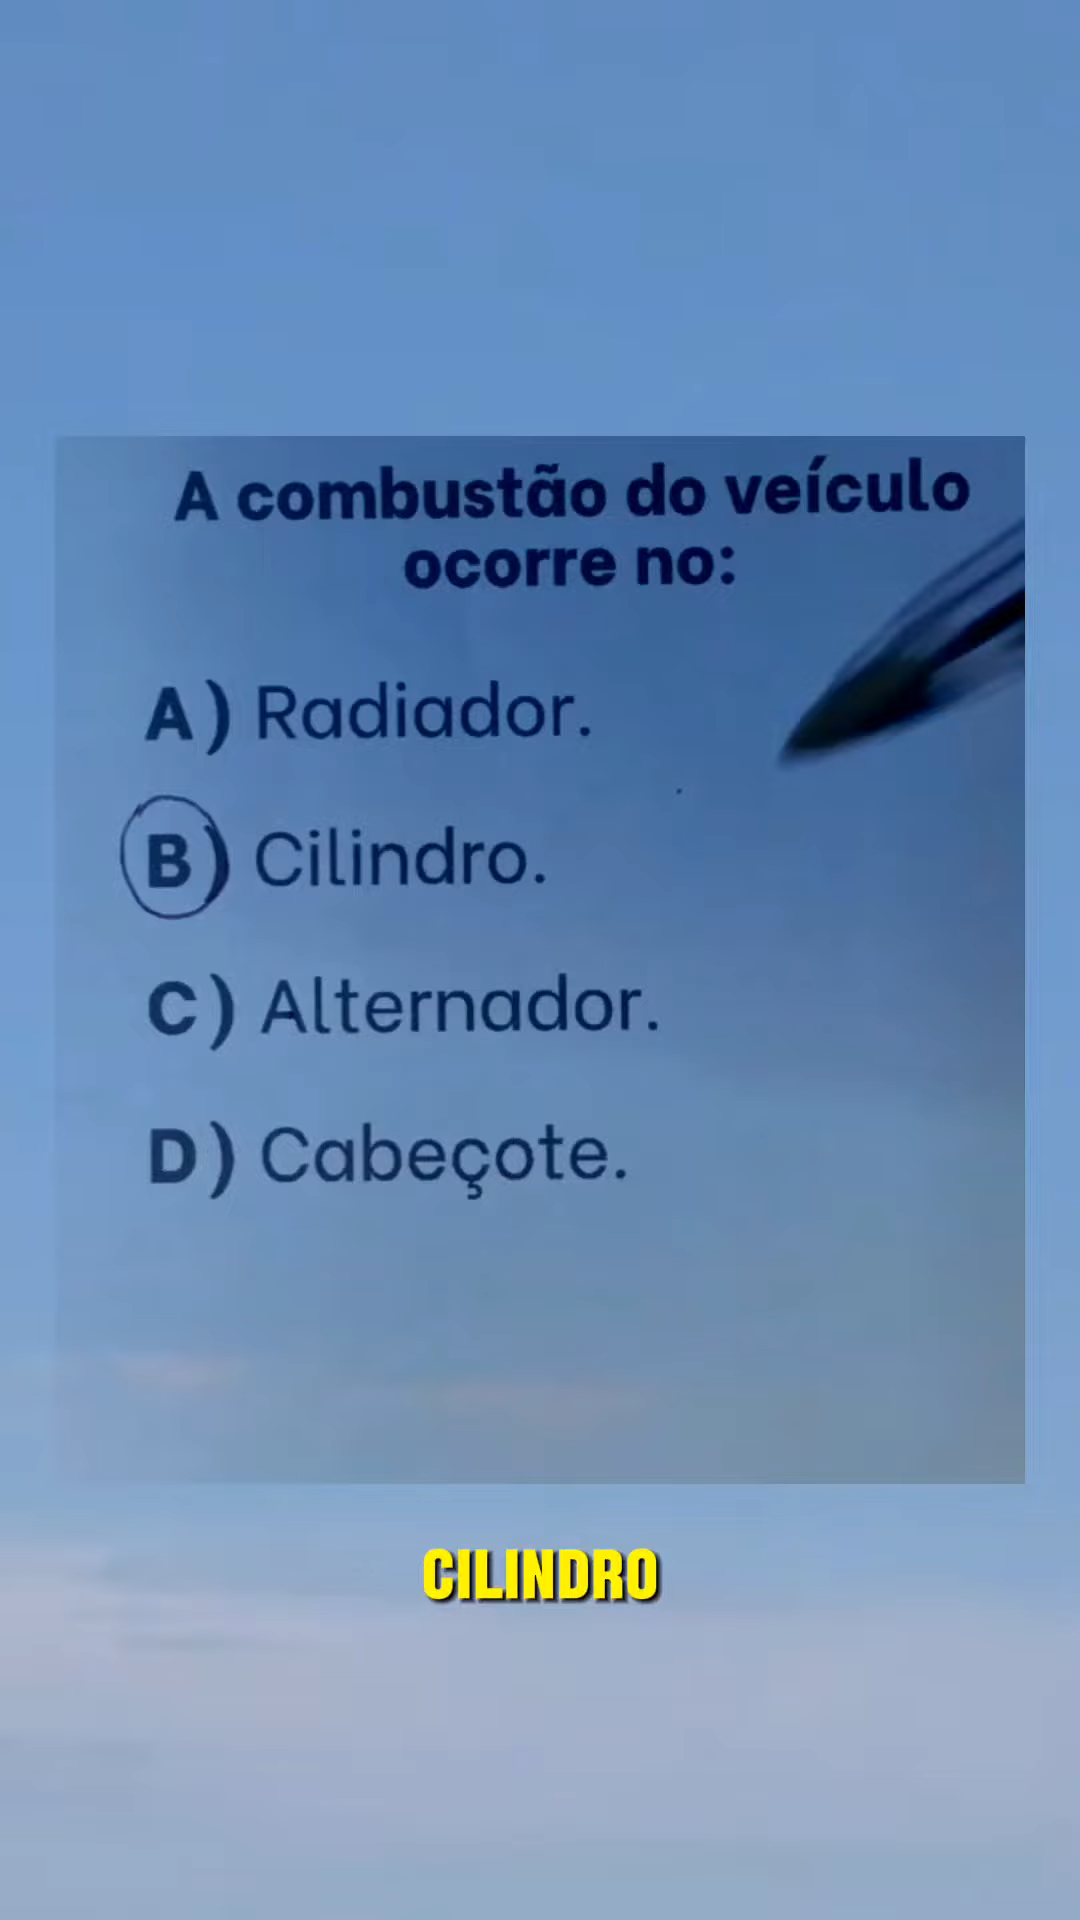 A combustão do veículo
ocorre no:
A) Radiador.
B) Cilindro.
C) Alternador.
D) Cabeçote.
CILINDRO